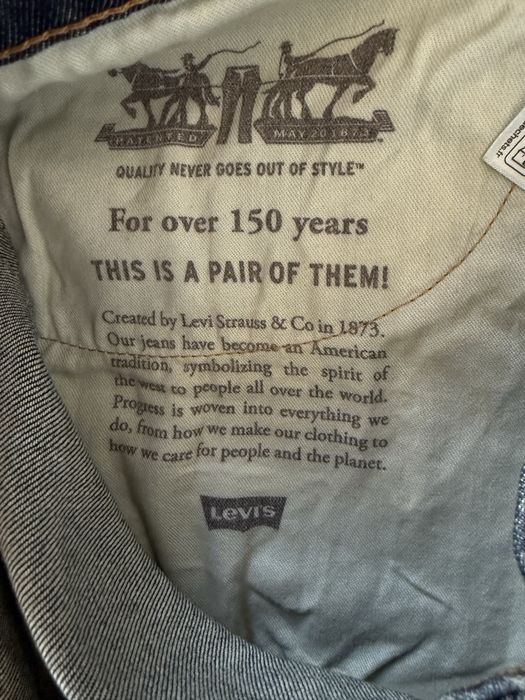 PATENTED MAY 20 1873
QUALITY NEVER GOES OUT OF STYLE™
For over 150 years
THIS IS A PAIR OF THEM!
Created by Levi Strauss & Co in 1873.
Our jeans have become an American
tradition, symbolizing the spirit of
the west to people all over the world.
Progress is woven into everything we
do, from how we make our clothing to
how we care for people and the planet.
LEVI'S